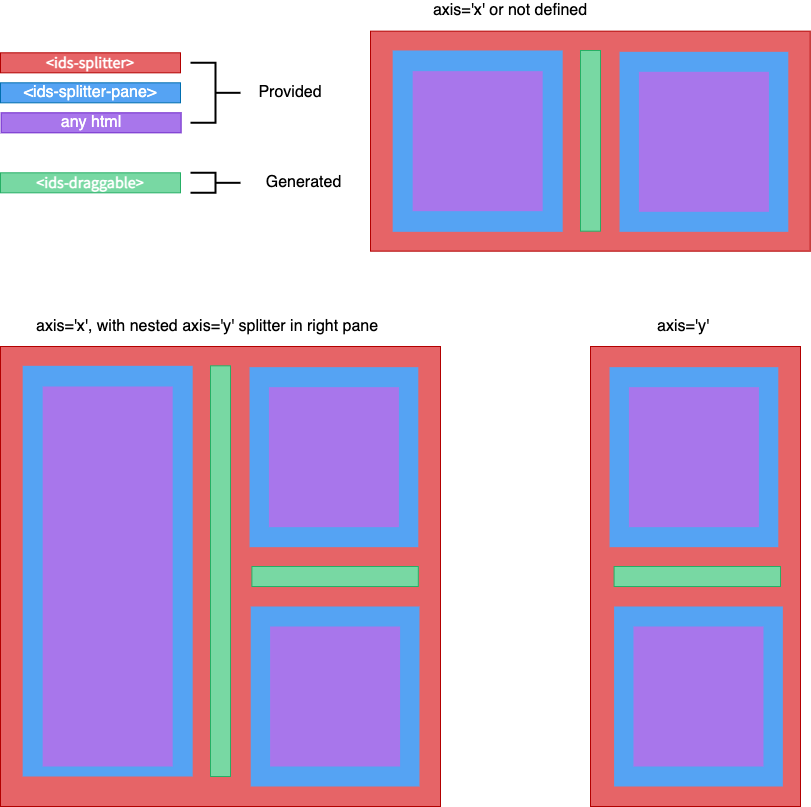 axis='x' or not defined
<ids-splitter>
<ids-splitter-pane>
Provided
any html
<ids-draggable>
Generated
axis='x', with nested axis='y' splitter in right pane
axis='y'